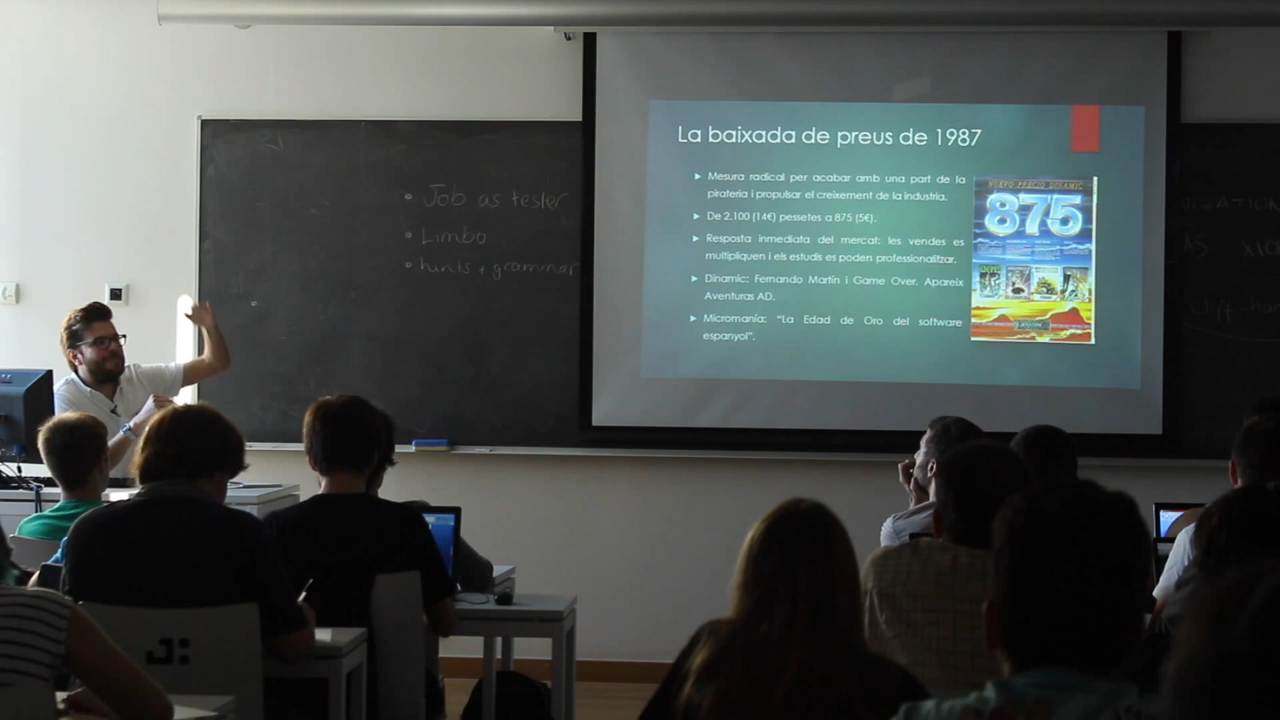 Job as tester
Limbo
hints + grammar
La baixada de preus de 1987
▶ Mesura radical per acabar amb una part de la
pirateria i propulsar el creixement de la industria.
▶ De 2.100 (14€) pessetes a 875 (5€).
▶ Resposta inmediata del mercat: les vendes es
multipliquen i els estudis es poden professionalitzar.
▶ Dinamic: Fernando Martín i Game Over. Apareix
Aventuras AD.
▶ Micromanía: “La Edad de Oro del software
espanyol”.
NUEVO PRECIO DINAMIC
875